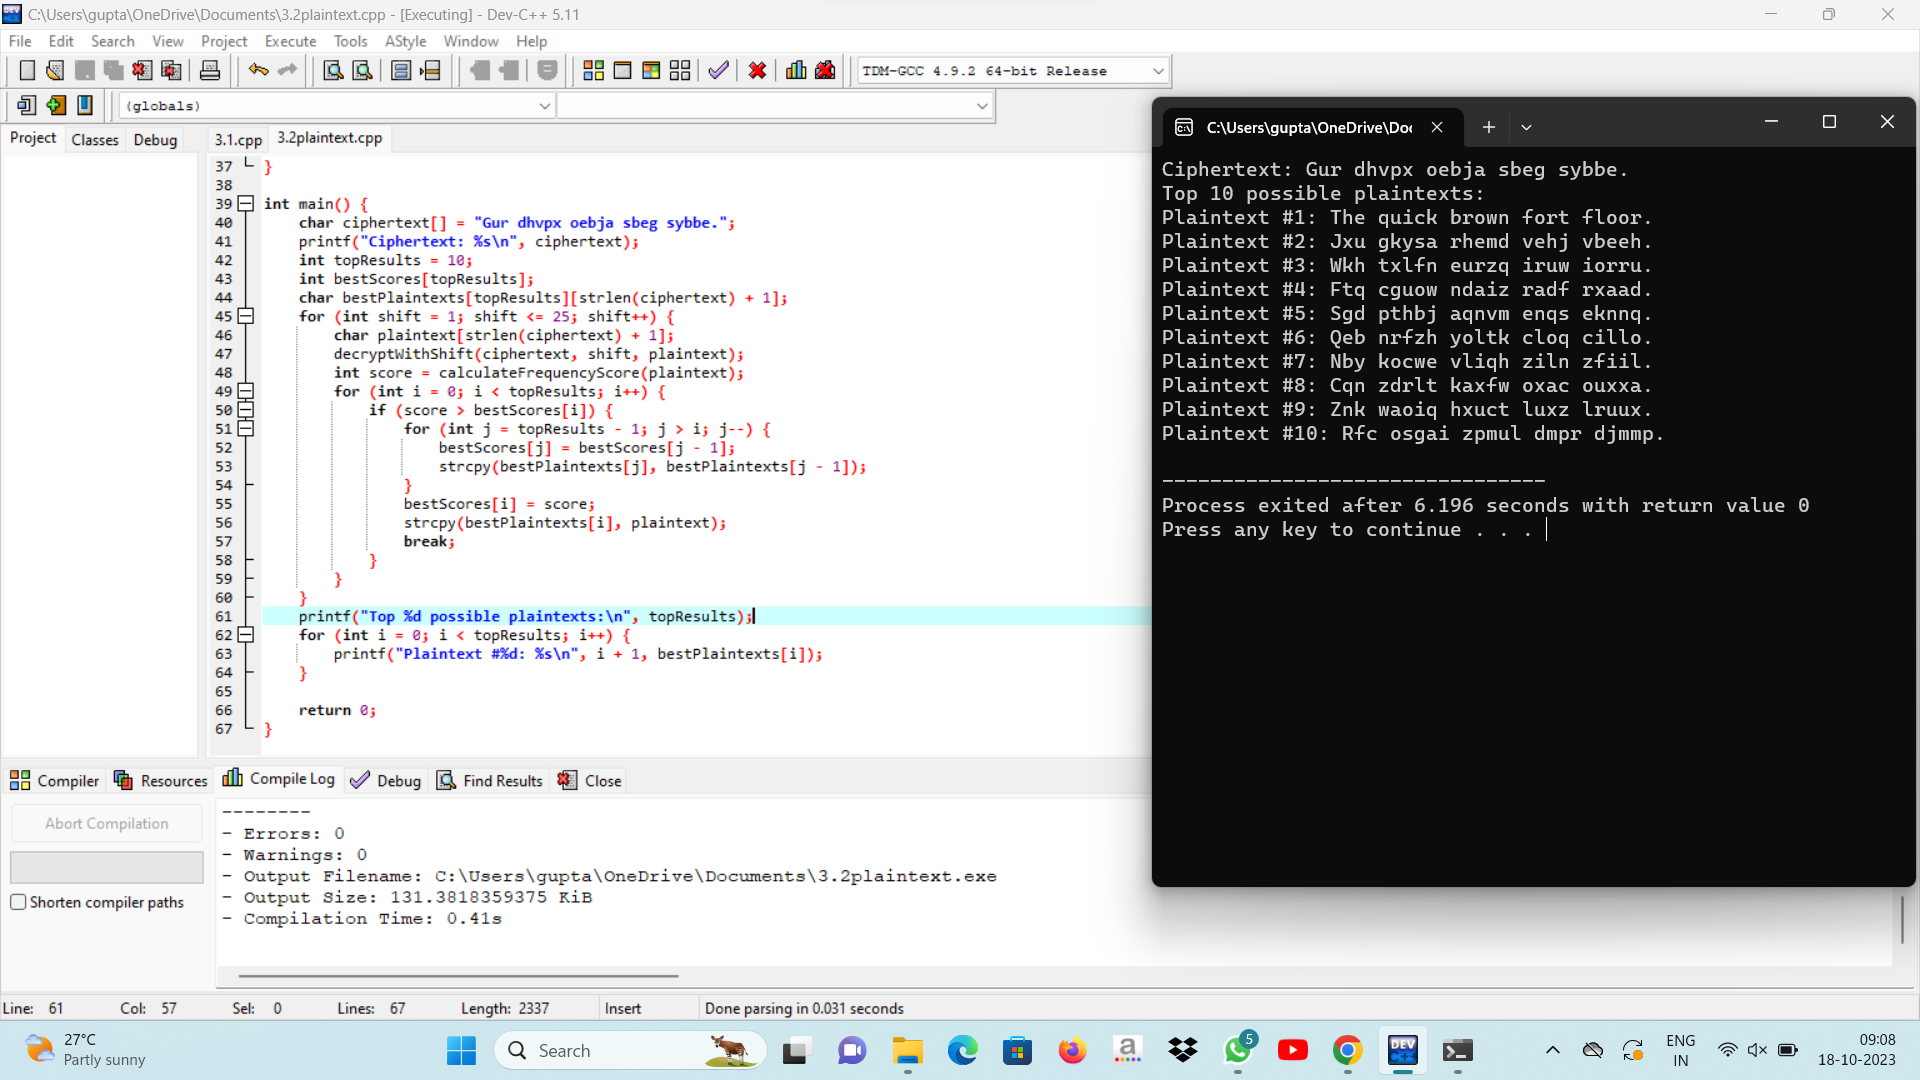 C:\Users\gupta\OneDrive\Documents\3.2plaintext.cpp - [Executing] - Dev-C++ 5.11
File Edit Search View Project Execute Tools AStyle Window Help
TDM-GCC 4.9.2 64-bit Release
(globals)
Project Classes Debug
3.1.cpp 3.2plaintext.cpp
37 }
38
39 int main() {
40 char ciphertext[] = "Gur dhvpx oebja sbeg sybbe.";
41 printf("Ciphertext: %s\n", ciphertext);
42 int topResults = 10;
43 int bestScores[topResults];
44 char bestPlaintexts[topResults][strlen(ciphertext) + 1];
45 for (int shift = 1; shift <= 25; shift++) {
46 char plaintext[strlen(ciphertext) + 1];
47 decryptWithShift(ciphertext, shift, plaintext);
48 int score = calculateFrequencyScore(plaintext);
49 for (int i = 0; i < topResults; i++) {
50 if (score > bestScores[i]) {
51 for (int j = topResults - 1; j > i; j--) {
52 bestScores[j] = bestScores[j - 1];
53 strcpy(bestPlaintexts[j], bestPlaintexts[j - 1]);
54 }
55 bestScores[i] = score;
56 strcpy(bestPlaintexts[i], plaintext);
57 break;
58 }
59 }
60 }
61 printf("Top %d possible plaintexts:\n", topResults);
62 for (int i = 0; i < topResults; i++) {
63 printf("Plaintext #%d: %s\n", i + 1, bestPlaintexts[i]);
64 }
65
66 return 0;
67 }
C:\Users\gupta\OneDrive\Doc
Ciphertext: Gur dhvpx oebja sbeg sybbe.
Top 10 possible plaintexts:
Plaintext #1: The quick brown fort floor.
Plaintext #2: Jxu gkysa rhemd vehj vbeeh.
Plaintext #3: Wkh txlfn eurzq iruw iorru.
Plaintext #4: Ftq cguow ndaiz radf rxaad.
Plaintext #5: Sgd pthbj aqnvm enqs eknnq.
Plaintext #6: Qeb nrfzh yoltk cloq cillo.
Plaintext #7: Nby kocwe vliqh ziln zfiil.
Plaintext #8: Cqn zdrlt kaxfw oxac ouxxa.
Plaintext #9: Znk waoiq hxuct luxz lruux.
Plaintext #10: Rfc osgai zpmul dmpr djmmp.
--------------------------------
Process exited after 6.196 seconds with return value 0
Press any key to continue . . .
Compiler Resources Compile Log Debug Find Results Close
Abort Compilation
Shorten compiler paths
--------
- Errors: 0
- Warnings: 0
- Output Filename: C:\Users\gupta\OneDrive\Documents\3.2plaintext.exe
- Output Size: 131.3818359375 KiB
- Compilation Time: 0.41s
Line: 61 Col: 57 Sel: 0 Lines: 67 Length: 2337 Insert Done parsing in 0.031 seconds
27°C
Partly sunny
Search
a
5
DEV C++
ENG
IN
09:08
18-10-2023